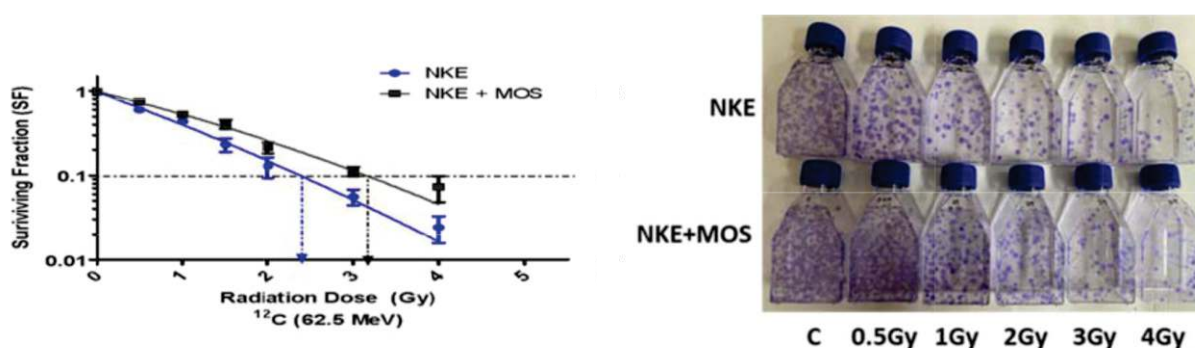 NKE
NKE + MOS
Suriviving Fraction (SF)
1
0.1
0.01
0
1
2
3
4
5
Radiation Dose (Gy)
12C (62.5 MeV)
NKE
NKE+MOS
C 0.5Gy 1Gy 2Gy 3Gy 4Gy